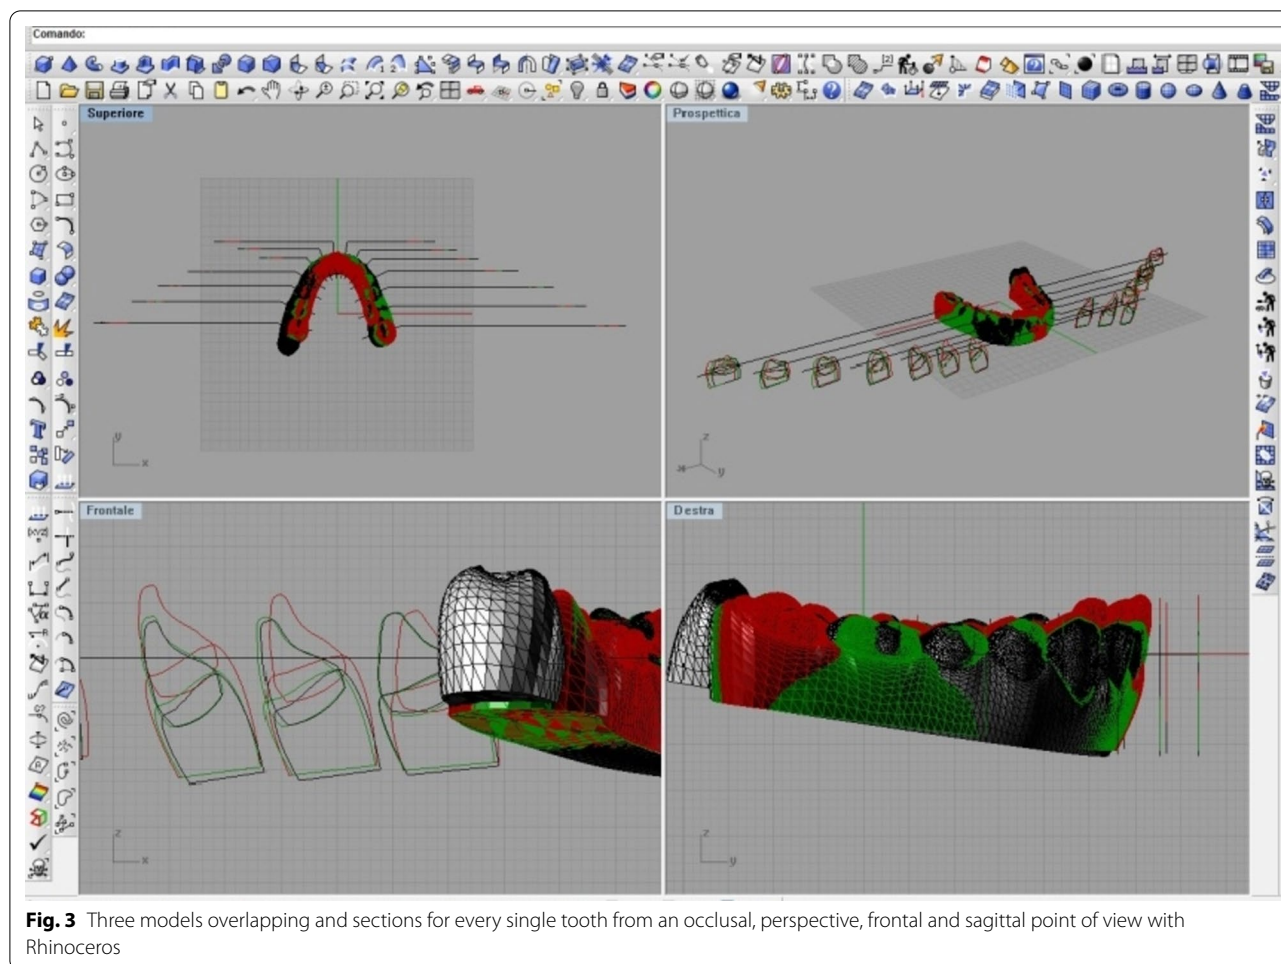 Comando:
Superiore
Prospettica
y
x
z
x
y
Frontale
Destra
z
x
z
y
Fig. 3 Three models overlapping and sections for every single tooth from an occlusal, perspective, frontal and sagittal point of view with
Rhinoceros